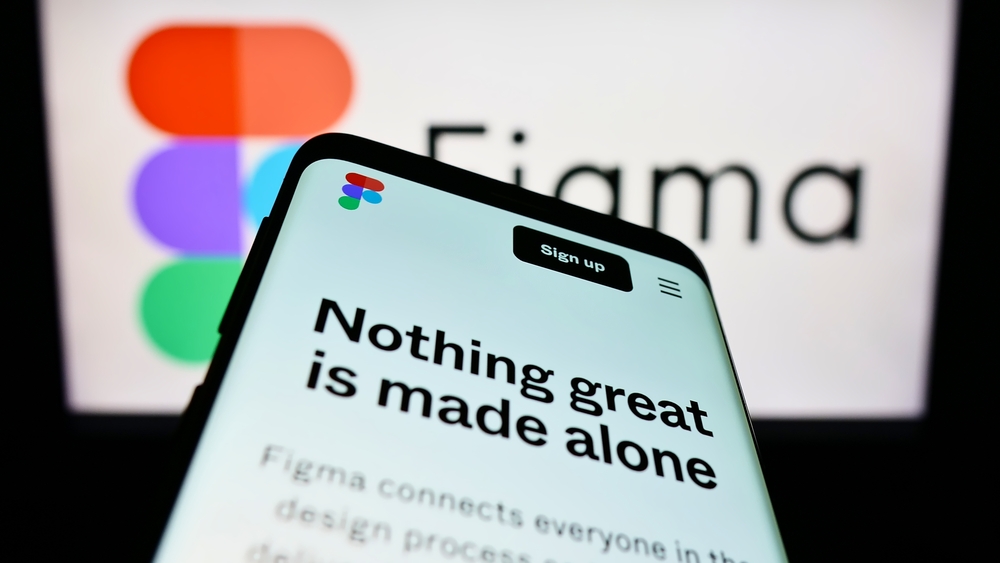 Figma
Sign up
Nothing great
is made alone
Figma connects everyone in the
design process